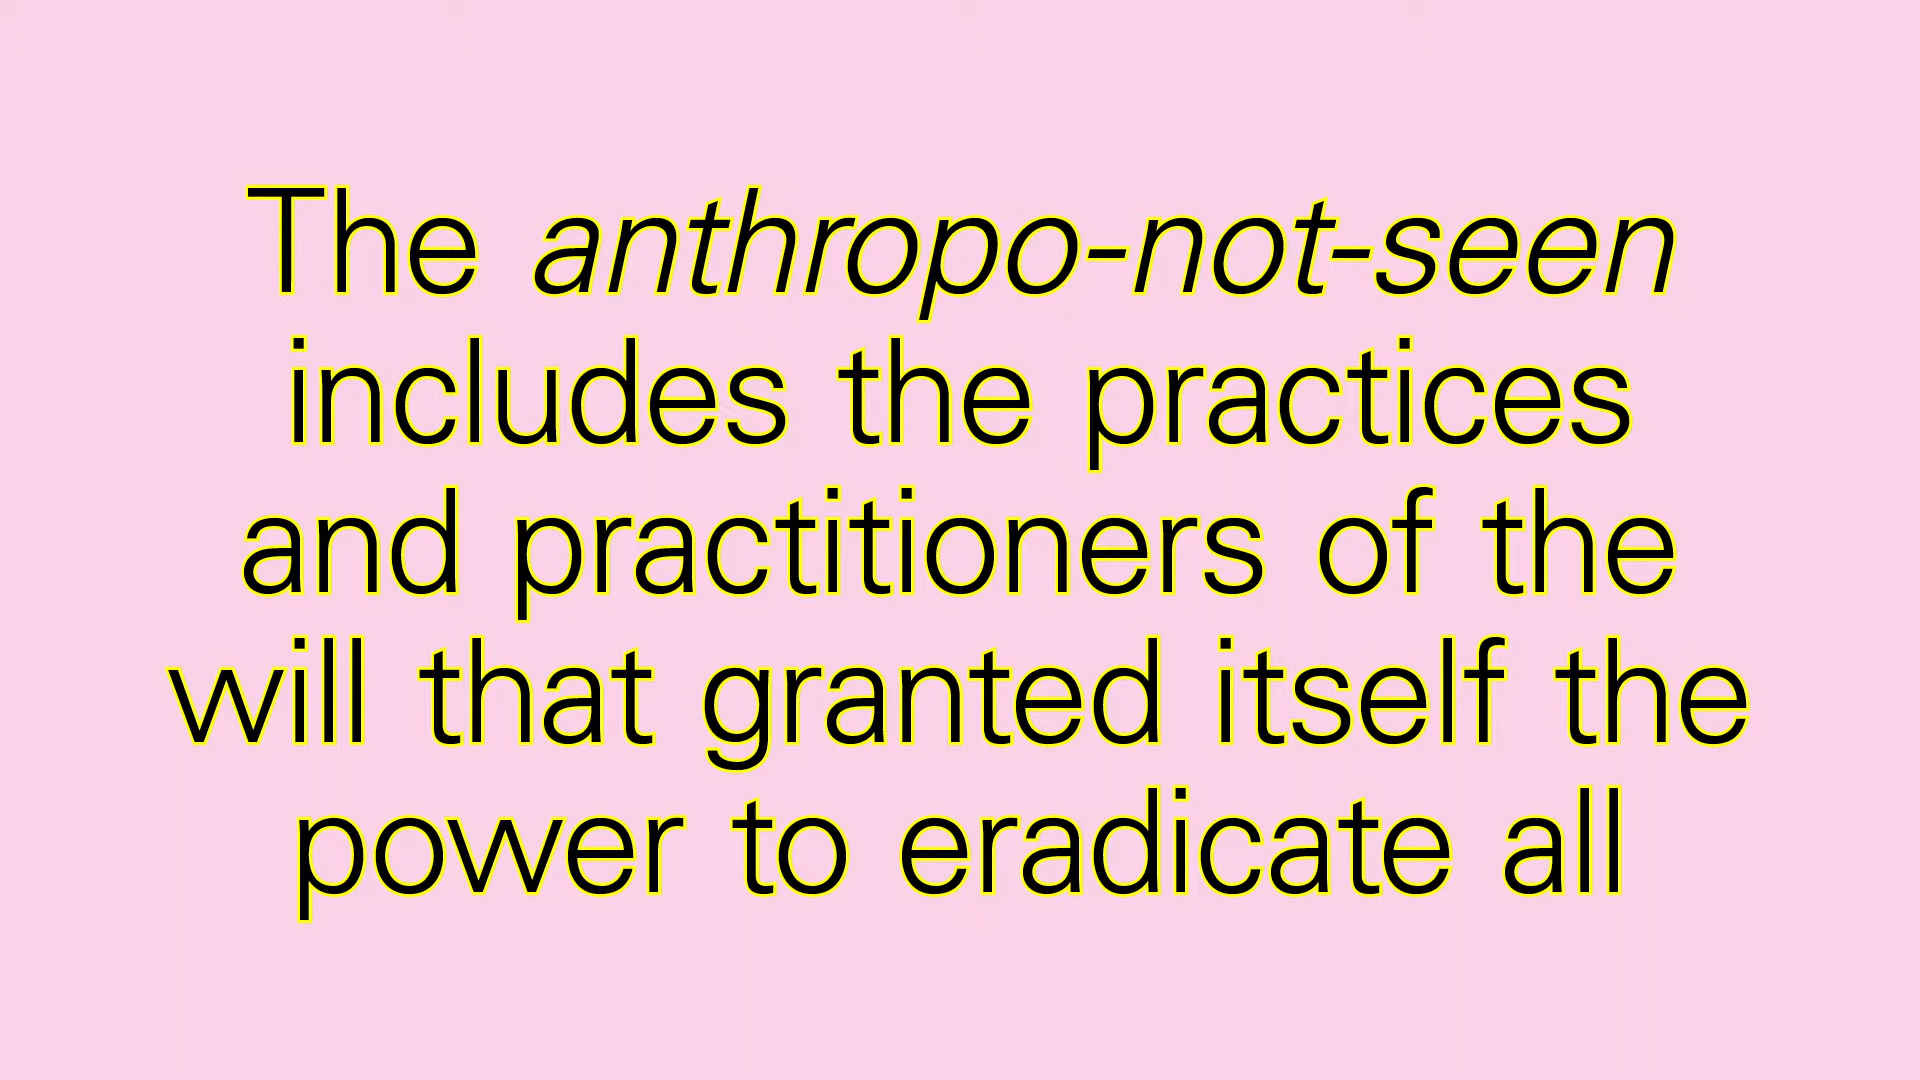 The anthropo-not-seen
includes the practices
and practitioners of the
will that granted itself the
power to eradicate all